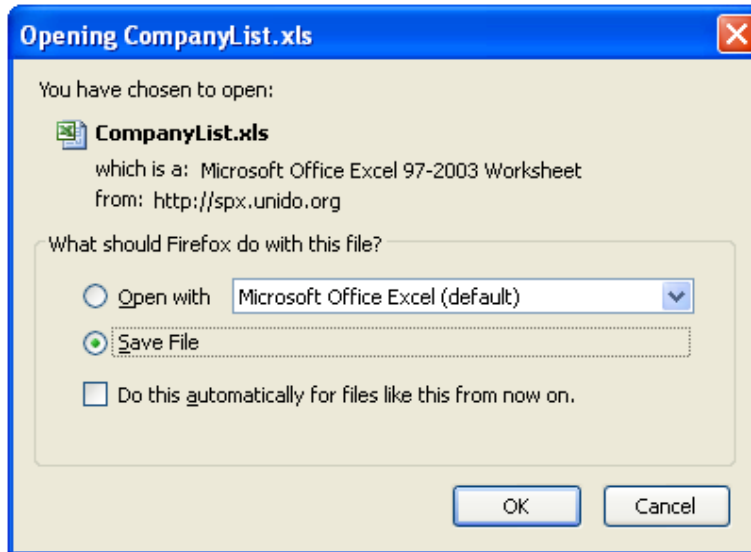 Opening CompanyList.xls
You have chosen to open:
CompanyList.xls
which is a: Microsoft Office Excel 97-2003 Worksheet
from: http://spx.unido.org
What should Firefox do with this file?
Open with Microsoft Office Excel (default)
Save File
Do this automatically for files like this from now on.
OK Cancel